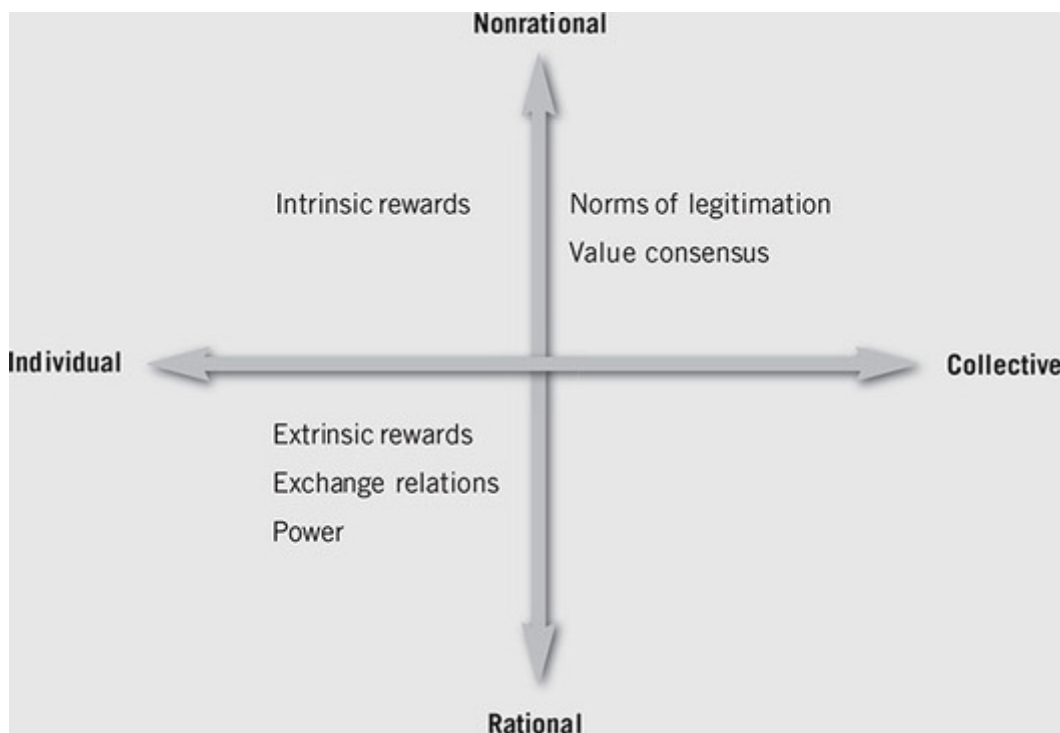 Nonrational
Intrinsic rewards
Norms of legitimation
Value consensus
Individual
Collective
Extrinsic rewards
Exchange relations
Power
Rational